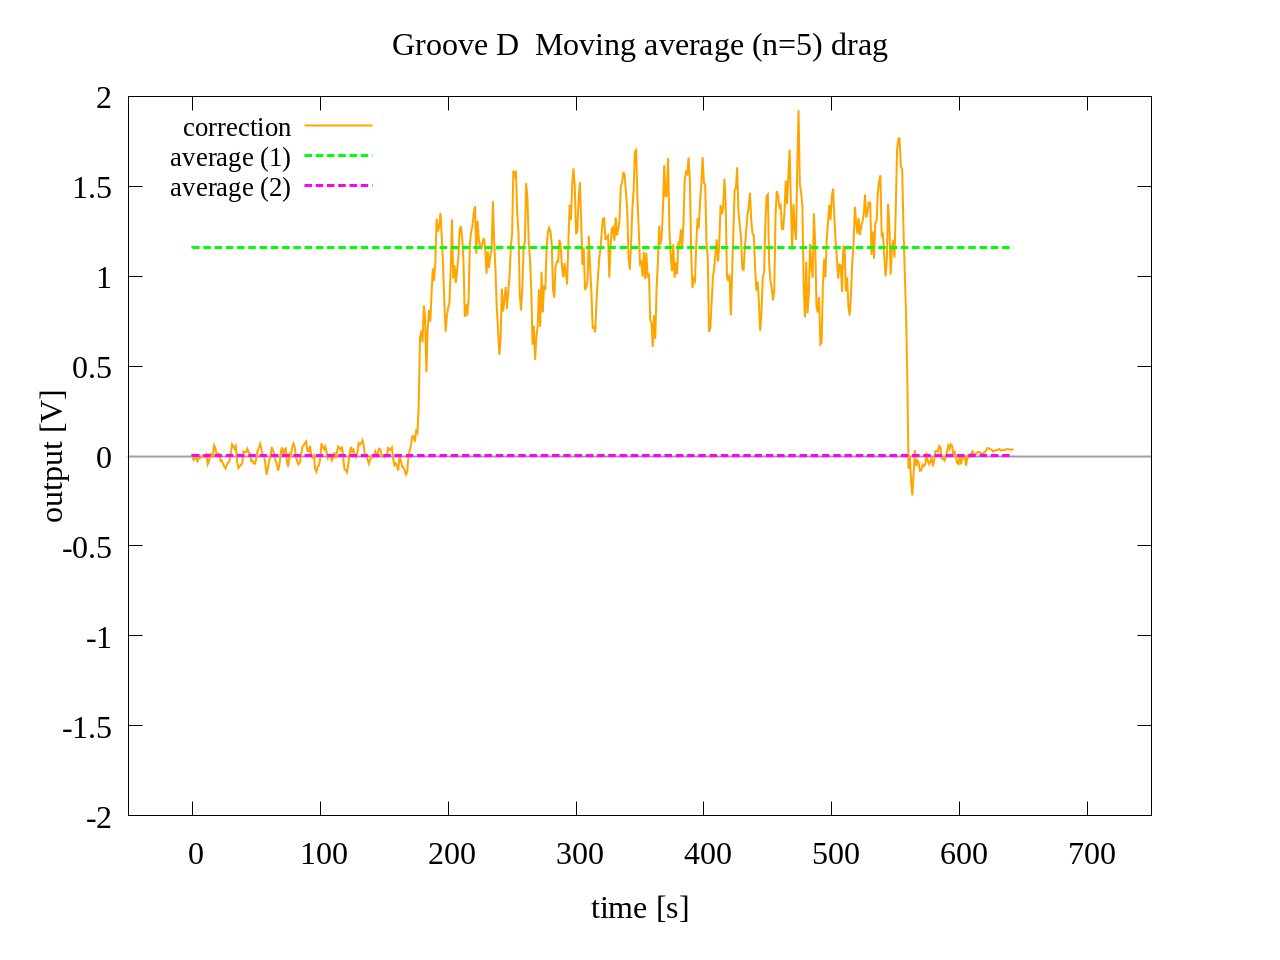 Groove D  Moving average (n=5) drag
correction
average (1)
average (2)
2
1.5
1
0.5
0
-0.5
-1
-1.5
-2
output [V]
0 100 200 300 400 500 600 700
time [s]